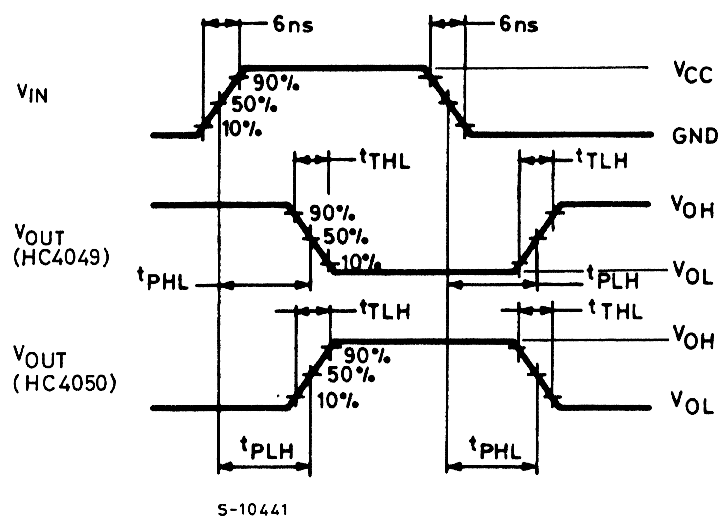 6ns 6ns
VIN
90%
50%
10%
VCC
GND
tTHL tTLH
VOUT
(HC4049)
90%
50%
10%
VOH
VOL
tPHL tPLH
tTLH tTHL
VOUT
(HC4050)
90%
50%
10%
VOH
VOL
tPLH tPHL
S-10441